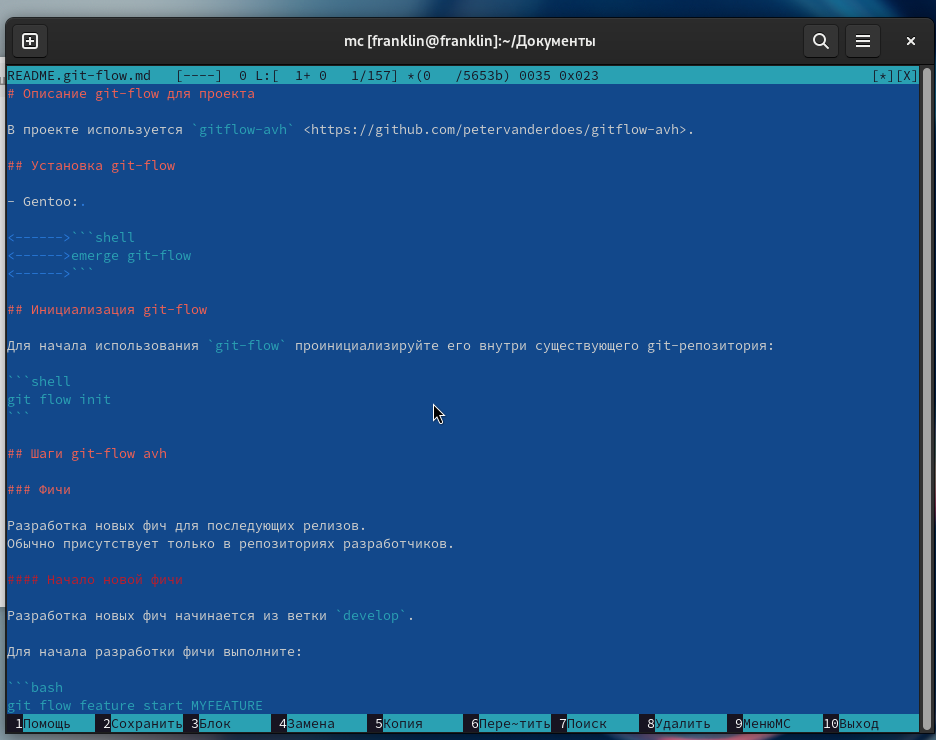 mc [franklin@franklin]:~/Документы
README.git-flow.md [----] 0 L:[ 1+ 0 1/157] *(0 /5653b) 0035 0x023 [*][X]
# Описание git-flow для проекта
В проекте используется `gitflow-avh` <https://github.com/petervanderdoes/gitflow-avh>.
## Установка git-flow
- Gentoo:.
<------>```shell
<------>emerge git-flow
<------>```
## Инициализация git-flow
Для начала использования `git-flow` проинициализируйте его внутри существующего git-репозитория:
```shell
git flow init
```
## Шаги git-flow avh
### Фичи
Разработка новых фич для последующих релизов.
Обычно присутствует только в репозиториях разработчиков.
#### Начало новой фичи
Разработка новых фич начинается из ветки `develop`.
Для начала разработки фичи выполните:
```bash
git flow feature start MYFEATURE
1Помощь 2Сохранить 3Блок 4Замена 5Копия 6Пере~тить 7Поиск 8Удалить 9МенюMC 10Выход